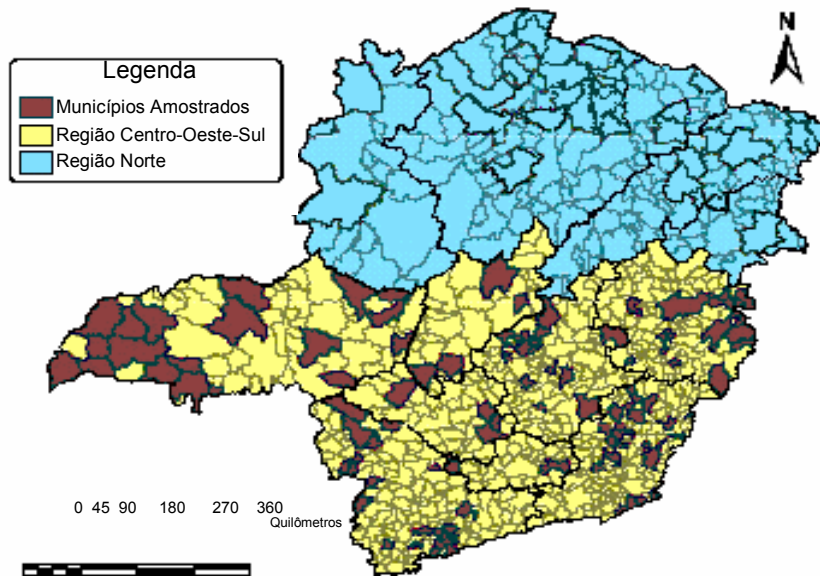 N
Legenda
Municípios Amostrados
Região Centro-Oeste-Sul
Região Norte
0 45 90 180 270 360
Quilômetros